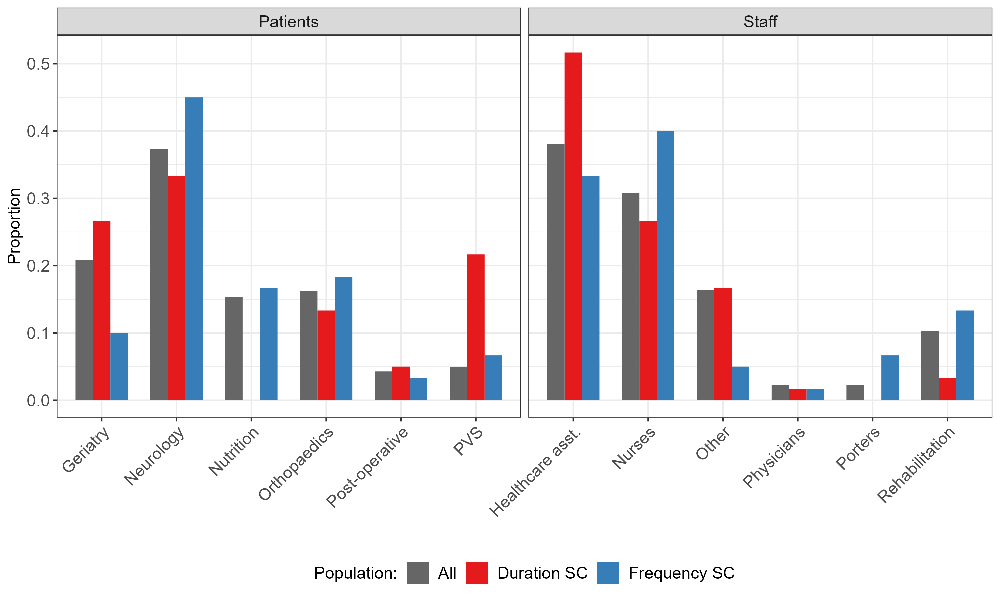 Patients
Staff
Proportion
0.5
0.4
0.3
0.2
0.1
0.0
Geriatry
Neurology
Nutrition
Orthopaedics
Post-operative
PVS
Healthcare asst.
Nurses
Other
Physicians
Porters
Rehabilitation
Population: All Duration SC Frequency SC